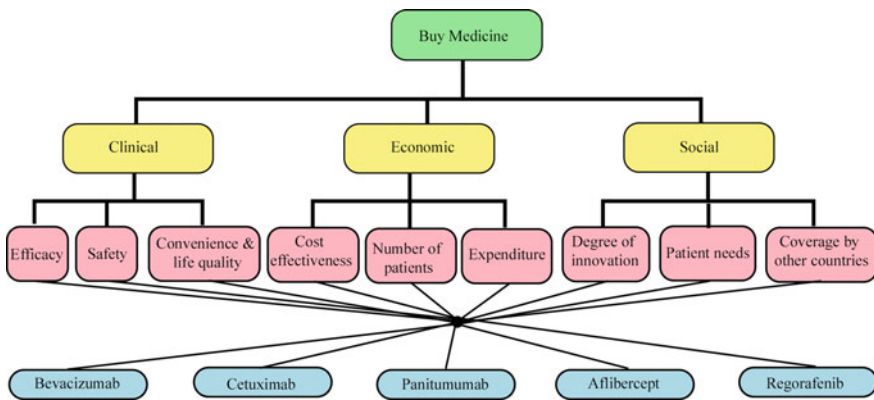 Buy Medicine
Clinical
Economic
Social
Efficacy
Safety
Convenience &
life quality
Cost
effectiveness
Number of
patients
Expenditure
Degree of
innovation
Patient needs
Coverage by
other countries
Bevacizumab
Cetuximab
Panitumumab
Aflibercept
Regorafenib